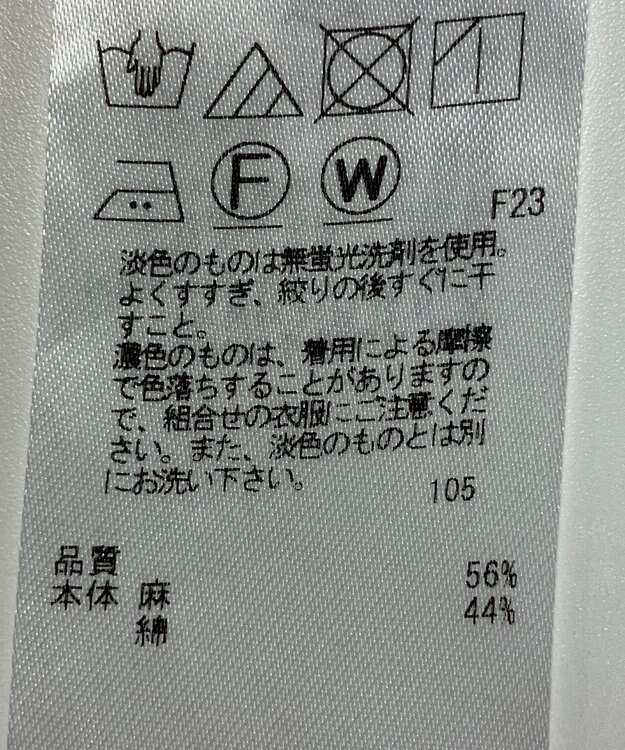 F W
F23
淡色のものは無蛍光洗剤を使用。
よくすすぎ、絞りの後すぐに干
すこと。
濃色のものは、着用による摩擦
で色落ちすることがありますの
で、組合せの衣服にご注意くだ
さい。また、淡色のものとは別
にお洗い下さい。
105
品質
本体 麻 56%
綿 44%